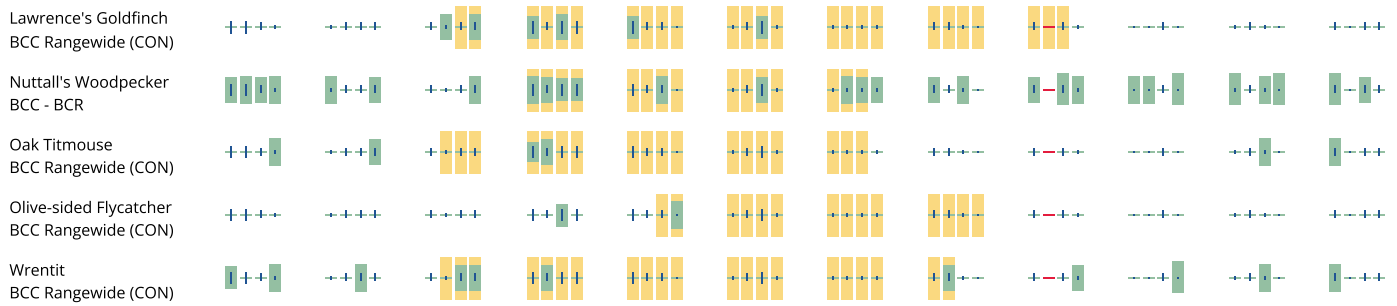 Lawrence's Goldfinch
BCC Rangewide (CON)
Nuttall's Woodpecker
BCC - BCR
Oak Titmouse
BCC Rangewide (CON)
Olive-sided Flycatcher
BCC Rangewide (CON)
Wrentit
BCC Rangewide (CON)